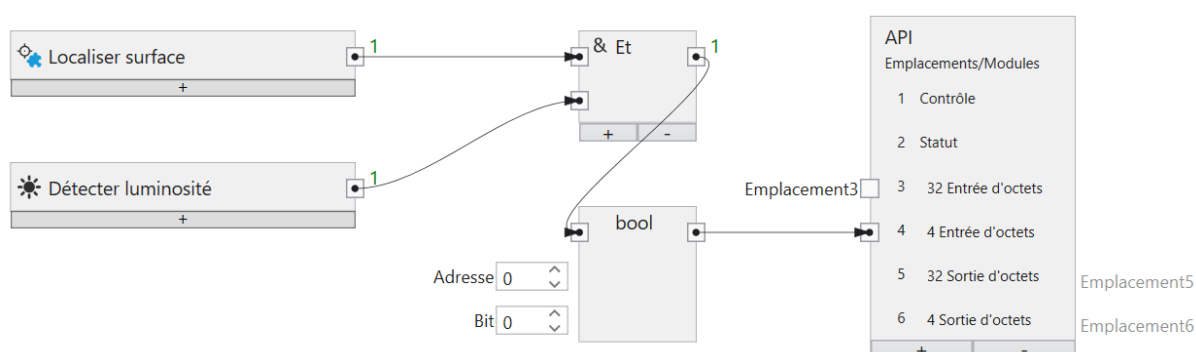 Localiser surface
1
+
Détecter luminosité
1
+
& Et
1
+ -
bool
Adresse 0
Bit 0
API
Emplacements/Modules
1 Contrôle
2 Statut
Emplacement3 3 32 Entrée d'octets
4 4 Entrée d'octets
5 32 Sortie d'octets Emplacement5
6 4 Sortie d'octets Emplacement6
+ -